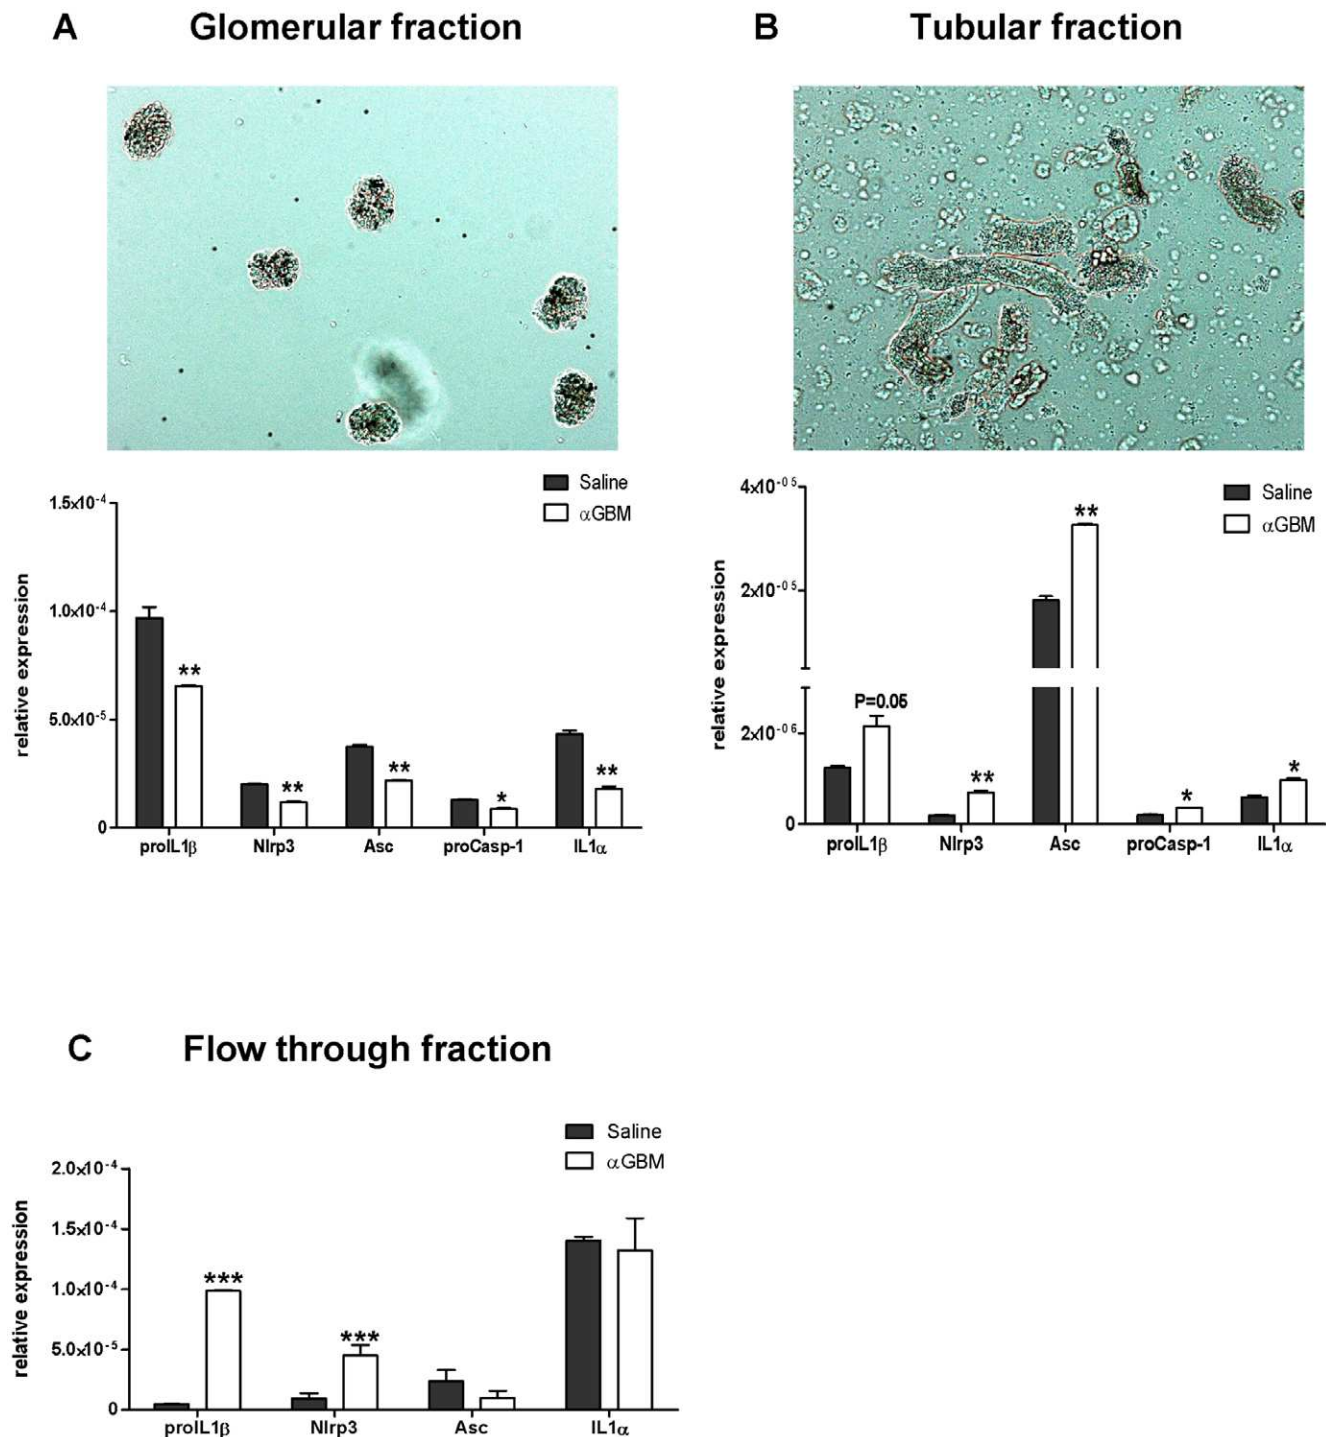 A Glomerular fraction
B Tubular fraction
Saline
αGBM
relative expression
1.5x10⁻⁴
1.0x10⁻⁴
5.0x10⁻⁵
0
** ** ** * **
proIL1β Nlrp3 Asc proCasp-1 IL1α
Saline
αGBM
relative expression
4x10⁻⁰⁵
2x10⁻⁰⁵
2x10⁻⁰⁶
0
P=0.05 ** ** * *
proIL1β Nlrp3 Asc proCasp-1 IL1α
C Flow through fraction
Saline
αGBM
relative expression
2.0x10⁻⁴
1.5x10⁻⁴
1.0x10⁻⁴
5.0x10⁻⁵
0
*** ***
proIL1β Nlrp3 Asc IL1α